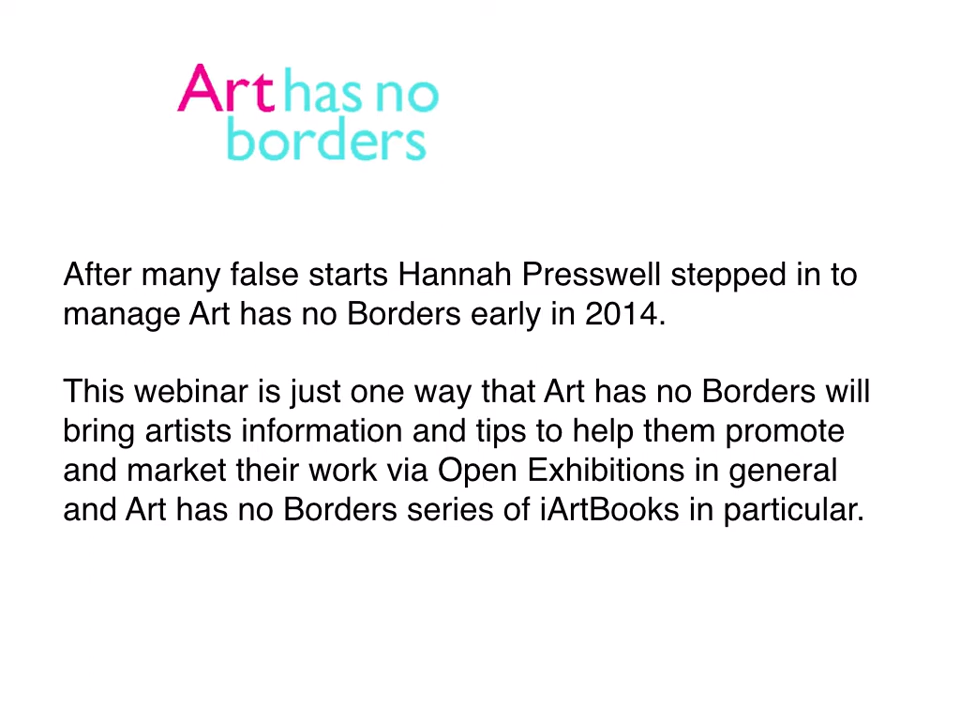 Art has no
borders
After many false starts Hannah Presswell stepped in to
manage Art has no Borders early in 2014.
This webinar is just one way that Art has no Borders will
bring artists information and tips to help them promote
and market their work via Open Exhibitions in general
and Art has no Borders series of iArtBooks in particular.